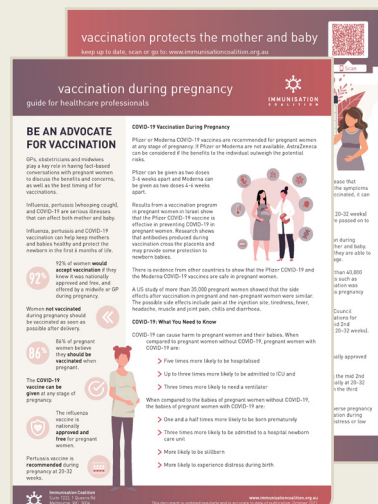 vaccination protects the mother and baby
keep up to date, scan or go to: www.immunisationcoalition.org.au
Scan
vaccination during pregnancy
guide for healthcare professionals
IMMUNISATION
COALITION
BE AN ADVOCATE
FOR VACCINATION
GPs, obstetricians and midwives
play a key role in having fact-based
conversations with pregnant women
to discuss the benefits and concerns,
as well as the best timing of for
vaccinations.
Influenza, pertussis (whooping cough),
and COVID-19 are serious illnesses
that can affect both mother and baby.
Influenza, pertussis and COVID-19
vaccination can help keep mothers
and babies healthy and protect the
newborn in the first 6 months of life.
92%
92% of women would
accept vaccination if they
knew it was nationally
approved and free, and
offered by a midwife or GP
during pregnancy.
Women not vaccinated
during pregnancy should
be vaccinated as soon as
possible after delivery.
86%
86% of pregnant
women believe
they should be
vaccinated when
pregnant.
The COVID-19
vaccine can be
given at any stage of
pregnancy.
The influenza
vaccine is
nationally
approved and
free for pregnant
women.
Pertussis vaccine is
recommended during
pregnancy at 20-32
weeks.
COVID-19 Vaccination During Pregnancy
Pfizer or Moderna COVID-19 vaccines are recommended for pregnant women
at any stage of pregnancy. If Pfizer or Moderna are not available, AstraZeneca
can be considered if the benefits to the individual outweigh the potential
risks.
Pfizer can be given as two doses
3-6 weeks apart and Moderna can
be given as two doses 4-6 weeks
apart.
Results from a vaccination program
in pregnant women in Israel show
that the Pfizer COVID-19 vaccine is
effective in preventing COVID-19 in
pregnant women. Research shows
that antibodies produced during
vaccination cross the placenta and
may provide some protection to
newborn babies.
There is evidence from other countries to show that the Pfizer COVID-19 and
the Moderna COVID-19 vaccines are safe in pregnant women.
A US study of more than 35,000 pregnant women showed that the side
effects after vaccination in pregnant and non-pregnant women were similar.
The possible side effects include pain at the injection site, tiredness, fever,
headache, muscle and joint pain, chills and diarrhoea.
COVID-19: What You Need to Know
COVID-19 can cause harm to pregnant women and their babies. When
compared to pregnant women without COVID-19, pregnant women with
COVID-19 are:
Five times more likely to be hospitalised
Up to three times more likely to be admitted to ICU and
Three times more likely to need a ventilator
When compared to the babies of pregnant women without COVID-19,
the babies of pregnant women with COVID-19 are:
One and a half times more likely to be born prematurely
Three times more likely to be admitted to a hospital newborn
care unit
More likely to be stillborn
More likely to experience distress during birth
Immunisation Coalition
www.immunisationcoalition.org.au